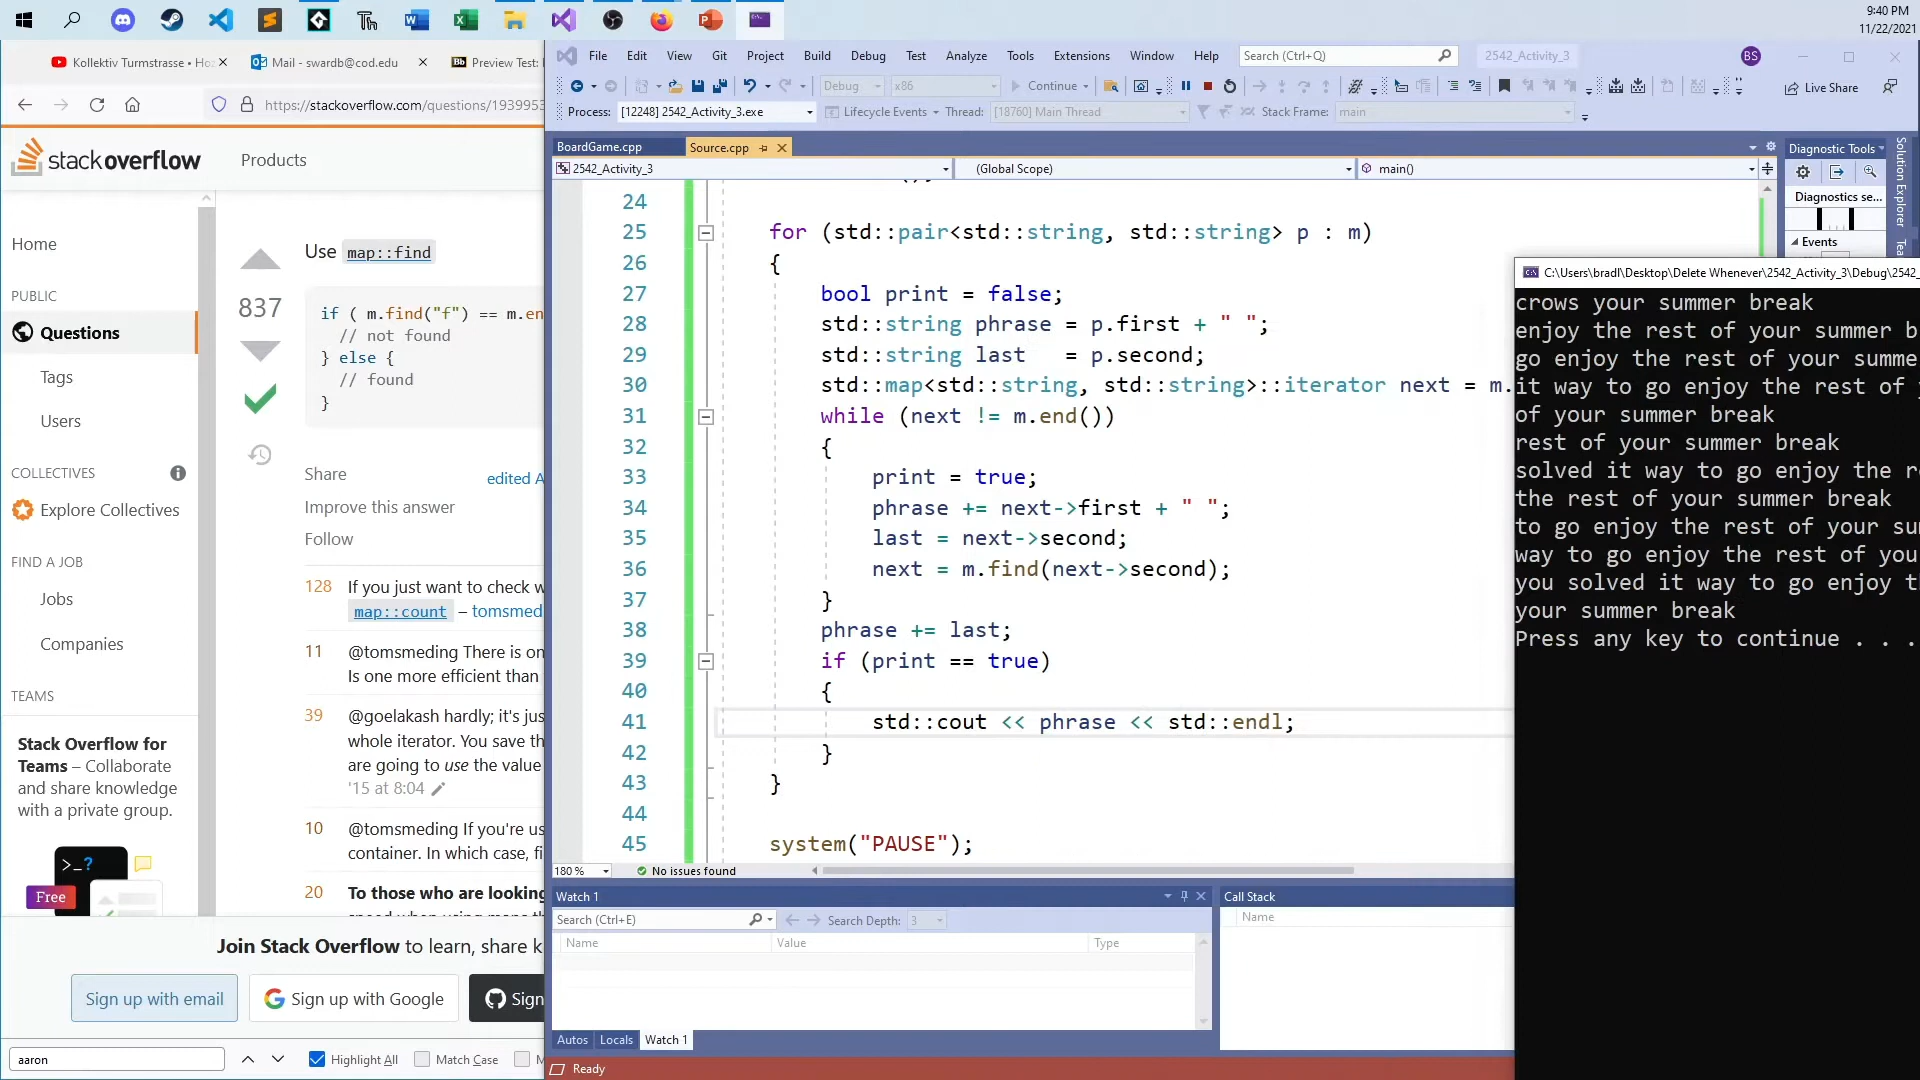 9:40 PM
11/22/2021
Kollektiv Turmstrasse • Ho
Mail - swardb@cod.edu
Bb Preview Test:
https://stackoverflow.com/questions/1939953
stackoverflow
Products
Home
PUBLIC
Questions
Tags
Users
COLLECTIVES
Explore Collectives
FIND A JOB
Jobs
Companies
TEAMS
Stack Overflow for
Teams – Collaborate
and share knowledge
with a private group.
>_?
Free
Use map::find
837
if ( m.find("f") == m.en
// not found
} else {
// found
}
Share
edited A
Improve this answer
Follow
128 If you just want to check w
map::count – tomsmed
11 @tomsmeding There is on
Is one more efficient than
39 @goelakash hardly; it's jus
whole iterator. You save th
are going to use the value
'15 at 8:04
10 @tomsmeding If you're us
container. In which case, fi
20 To those who are looking
Join Stack Overflow to learn, share k
Sign up with email
Sign up with Google
Sign
aaron
Highlight All
Match Case
File Edit View Git Project Build Debug Test Analyze Tools Extensions Window Help
Search (Ctrl+Q)
2542_Activity_3
BS
Debug
x86
Continue
Live Share
Process: [12248] 2542_Activity_3.exe
Lifecycle Events
Thread: [18760] Main Thread
Stack Frame: main
BoardGame.cpp
Source.cpp
2542_Activity_3
(Global Scope)
main()
24
25 for (std::pair<std::string, std::string> p : m)
26 {
27 bool print = false;
28 std::string phrase = p.first + " ";
29 std::string last   = p.second;
30 std::map<std::string, std::string>::iterator next = m.
31 while (next != m.end())
32 {
33 print = true;
34 phrase += next->first + " ";
35 last = next->second;
36 next = m.find(next->second);
37 }
38 phrase += last;
39 if (print == true)
40 {
41 std::cout << phrase << std::endl;
42 }
43 }
44
45 system("PAUSE");
180 %
No issues found
Watch 1
Search (Ctrl+E)
Search Depth: 3
Name Value Type
Autos Locals Watch 1
Call Stack
Name
Ready
Diagnostic Tools
Diagnostics se...
Events
Solution Explorer
Te
C:\Users\bradl\Desktop\Delete Whenever\2542_Activity_3\Debug\2542_
crows your summer break
enjoy the rest of your summer b
go enjoy the rest of your summe
it way to go enjoy the rest of y
of your summer break
rest of your summer break
solved it way to go enjoy the re
the rest of your summer break
to go enjoy the rest of your su
way to go enjoy the rest of you
you solved it way to go enjoy th
your summer break
Press any key to continue . . .